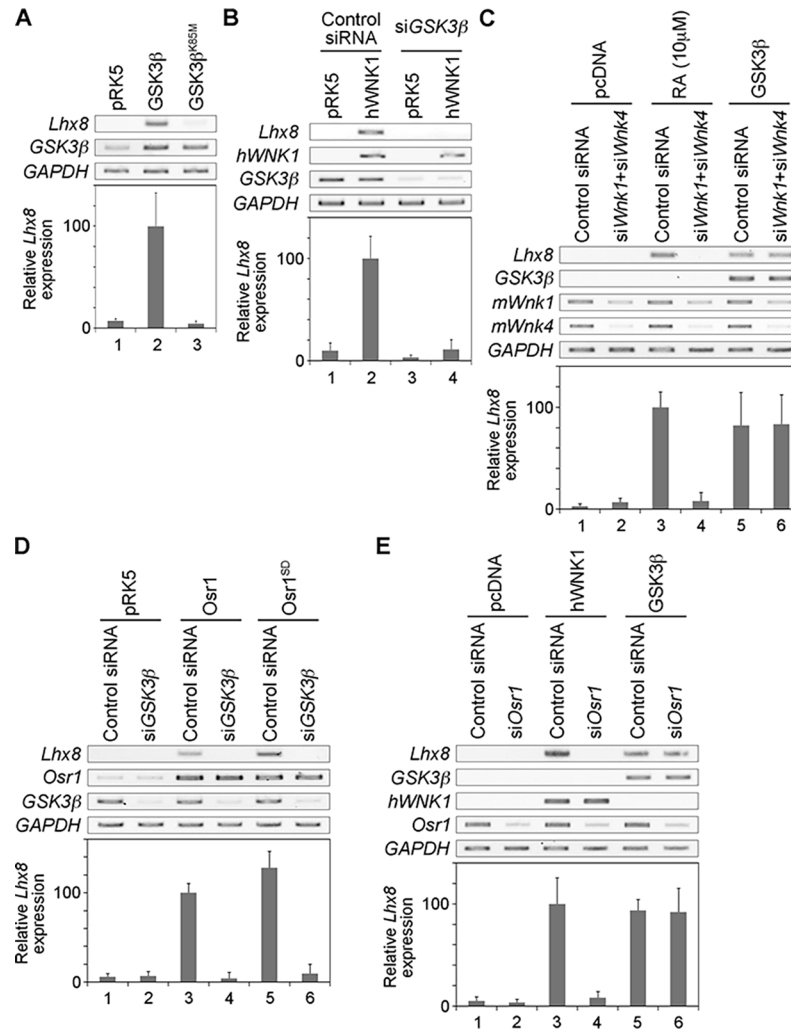 A
pRK5
GSK3β
GSK3βK85M
Lhx8
GSK3β
GAPDH
Relative Lhx8
expression
100
0
1 2 3
B
Control
siRNA
siGSK3β
pRK5
hWNK1
pRK5
hWNK1
Lhx8
hWNK1
GSK3β
GAPDH
Relative Lhx8
expression
100
0
1 2 3 4
C
pcDNA
RA (10μM)
GSK3β
Control siRNA
siWnk1+siWnk4
Control siRNA
siWnk1+siWnk4
Control siRNA
siWnk1+siWnk4
Lhx8
GSK3β
mWnk1
mWnk4
GAPDH
Relative Lhx8
expression
100
0
1 2 3 4 5 6
D
pRK5
Osr1
Osr1SD
Control siRNA
siGSK3β
Control siRNA
siGSK3β
Control siRNA
siGSK3β
Lhx8
Osr1
GSK3β
GAPDH
Relative Lhx8
expression
100
0
1 2 3 4 5 6
E
pcDNA
hWNK1
GSK3β
Control siRNA
siOsr1
Control siRNA
siOsr1
Control siRNA
siOsr1
Lhx8
GSK3β
hWNK1
Osr1
GAPDH
Relative Lhx8
expression
100
0
1 2 3 4 5 6